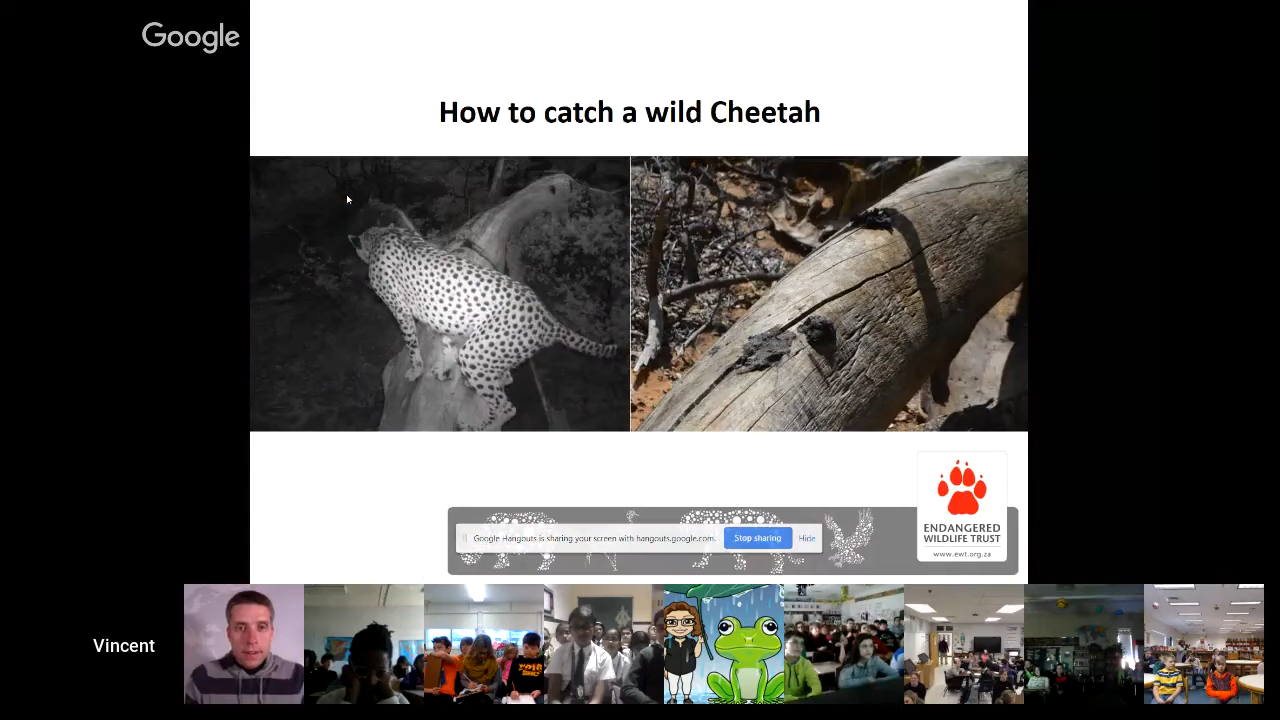 Google
How to catch a wild Cheetah
ENDANGERED
WILDLIFE TRUST
www.ewt.org.za
Google Hangouts is sharing your screen with hangouts.google.com.
Stop sharing
Hide
Vincent